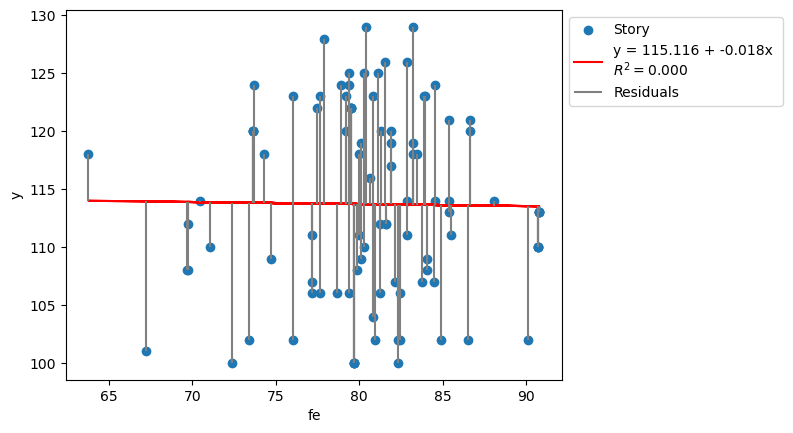 130
125
120
115
110
105
100
y
65
70
75
80
85
90
fe
Story
y = 115.116 + -0.018x
R² = 0.000
Residuals